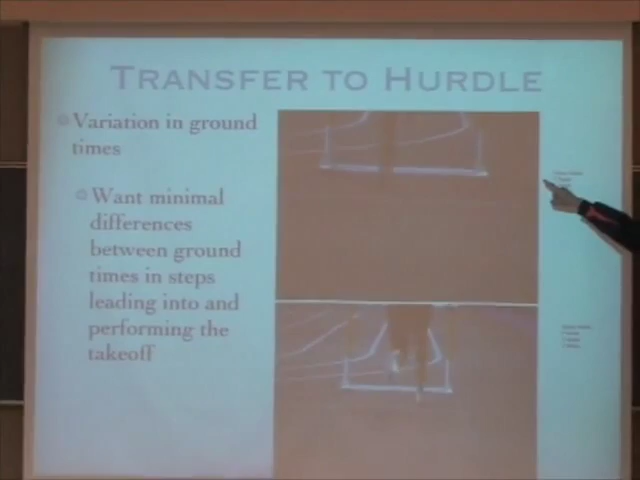 TRANSFER TO HURDLE
Variation in ground
times
Want minimal
differences
between ground
times in steps
leading into and
performing the
takeoff